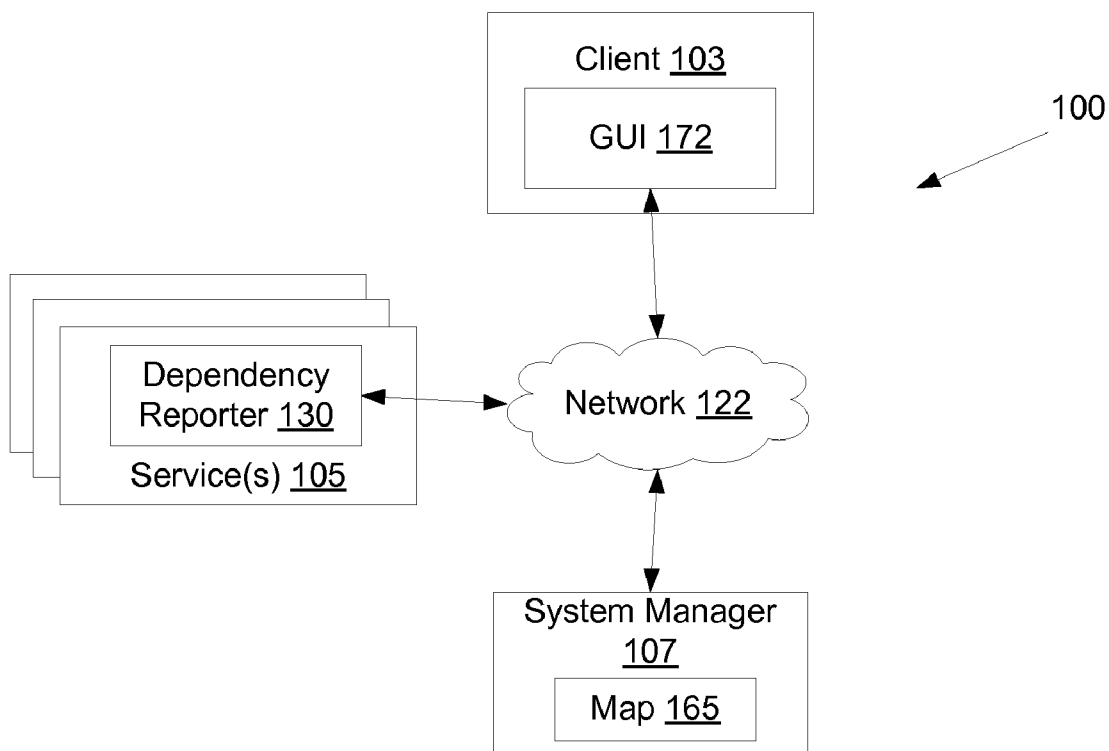 Client 103
GUI 172
100
Dependency
Reporter 130
Service(s) 105
Network 122
System Manager
107
Map 165